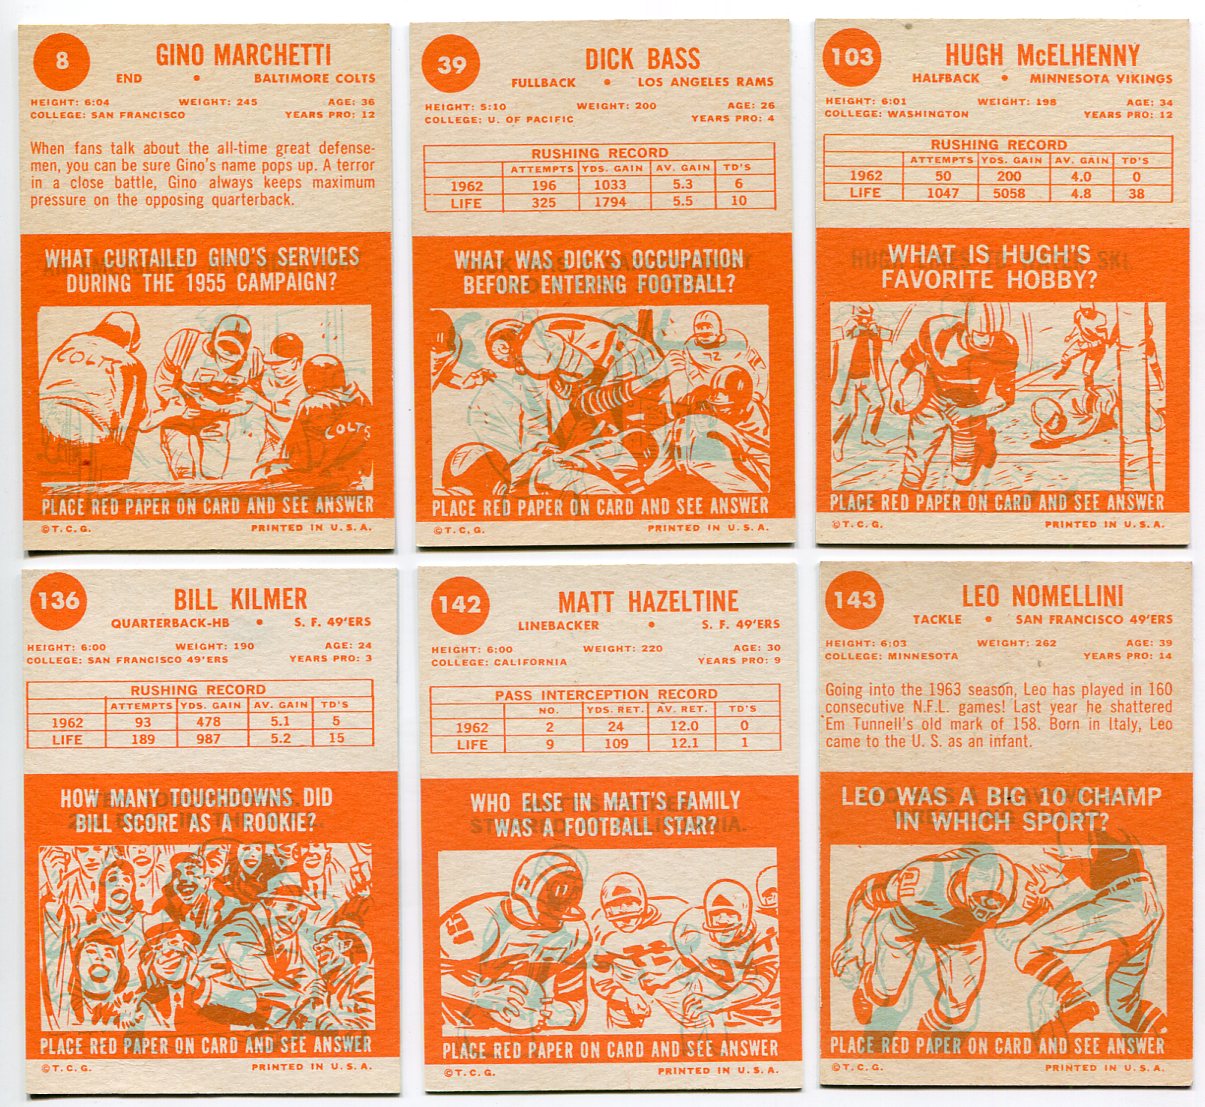 8
GINO MARCHETTI
END • BALTIMORE COLTS
HEIGHT: 6:04 WEIGHT: 245 AGE: 36
COLLEGE: SAN FRANCISCO YEARS PRO: 12
When fans talk about the all-time great defense-
men, you can be sure Gino's name pops up. A terror
in a close battle, Gino always keeps maximum
pressure on the opposing quarterback.
WHAT CURTAILED GINO'S SERVICES
DURING THE 1955 CAMPAIGN?
COLTS
COLTS
PLACE RED PAPER ON CARD AND SEE ANSWER
©T.C.G. PRINTED IN U.S.A.
39
DICK BASS
FULLBACK • LOS ANGELES RAMS
HEIGHT: 5:10 WEIGHT: 200 AGE: 26
COLLEGE: U. OF PACIFIC YEARS PRO: 4
RUSHING RECORD
ATTEMPTS YDS. GAIN AV. GAIN TD'S
1962 196 1033 5.3 6
LIFE 325 1794 5.5 10
WHAT WAS DICK'S OCCUPATION
BEFORE ENTERING FOOTBALL?
PLACE RED PAPER ON CARD AND SEE ANSWER
©T.C.G. PRINTED IN U.S.A.
103
HUGH McELHENNY
HALFBACK • MINNESOTA VIKINGS
HEIGHT: 6:01 WEIGHT: 198 AGE: 34
COLLEGE: WASHINGTON YEARS PRO: 12
RUSHING RECORD
ATTEMPTS YDS. GAIN AV. GAIN TD'S
1962 50 200 4.0 0
LIFE 1047 5058 4.8 38
WHAT IS HUGH'S
FAVORITE HOBBY?
PLACE RED PAPER ON CARD AND SEE ANSWER
©T.C.G. PRINTED IN U.S.A.
136
BILL KILMER
QUARTERBACK-HB • S. F. 49'ERS
HEIGHT: 6:00 WEIGHT: 190 AGE: 24
COLLEGE: SAN FRANCISCO 49'ERS YEARS PRO: 3
RUSHING RECORD
ATTEMPTS YDS. GAIN AV. GAIN TD'S
1962 93 478 5.1 5
LIFE 189 987 5.2 15
HOW MANY TOUCHDOWNS DID
BILL SCORE AS A ROOKIE?
PLACE RED PAPER ON CARD AND SEE ANSWER
©T.C.G. PRINTED IN U.S.A.
142
MATT HAZELTINE
LINEBACKER • S. F. 49'ERS
HEIGHT: 6:00 WEIGHT: 220 AGE: 30
COLLEGE: CALIFORNIA YEARS PRO: 9
PASS INTERCEPTION RECORD
NO. YDS. RET. AV. RET. TD'S
1962 2 24 12.0 0
LIFE 9 109 12.1 1
WHO ELSE IN MATT'S FAMILY
WAS A FOOTBALL STAR?
PLACE RED PAPER ON CARD AND SEE ANSWER
©T.C.G. PRINTED IN U.S.A.
143
LEO NOMELLINI
TACKLE • SAN FRANCISCO 49'ERS
HEIGHT: 6:03 WEIGHT: 262 AGE: 39
COLLEGE: MINNESOTA YEARS PRO: 14
Going into the 1963 season, Leo has played in 160
consecutive N.F.L. games! Last year he shattered
'Em Tunnell's old mark of 158. Born in Italy, Leo
came to the U. S. as an infant.
LEO WAS A BIG 10 CHAMP
IN WHICH SPORT?
PLACE RED PAPER ON CARD AND SEE ANSWER
©T.C.G. PRINTED IN U.S.A.